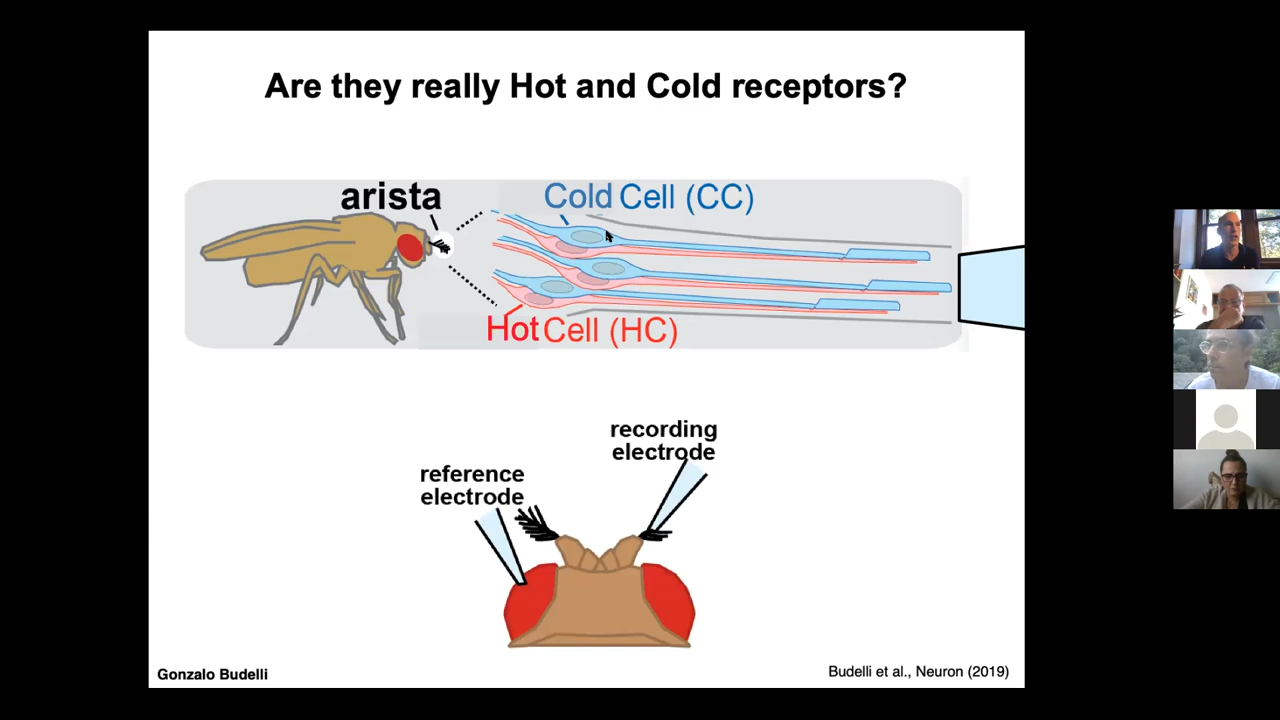 Are they really Hot and Cold receptors?
arista
Cold Cell (CC)
Hot Cell (HC)
recording
electrode
reference
electrode
Gonzalo Budelli
Budelli et al., Neuron (2019)